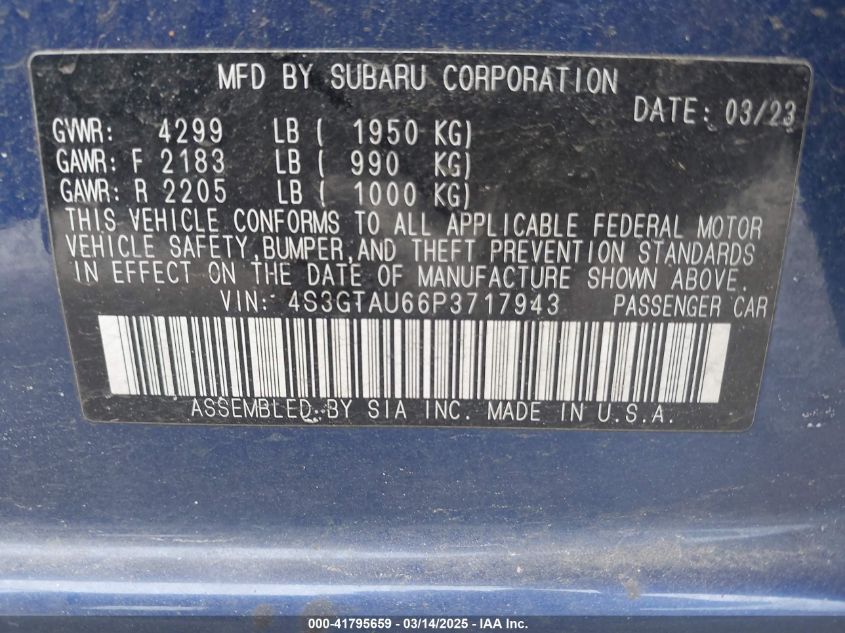 MFD BY SUBARU CORPORATION
DATE: 03/23
GVWR: 4299 LB ( 1950 KG)
GAWR: F 2183 LB ( 990 KG)
GAWR: R 2205 LB ( 1000 KG)
THIS VEHICLE CONFORMS TO ALL APPLICABLE FEDERAL MOTOR
VEHICLE SAFETY,BUMPER,AND THEFT PREVENTION STANDARDS
IN EFFECT ON THE DATE OF MANUFACTURE SHOWN ABOVE.
VIN: 4S3GTAU66P3717943 PASSENGER CAR
ASSEMBLED BY SIA INC. MADE IN U.S.A.
000-41795659 - 03/14/2025 - IAA Inc.